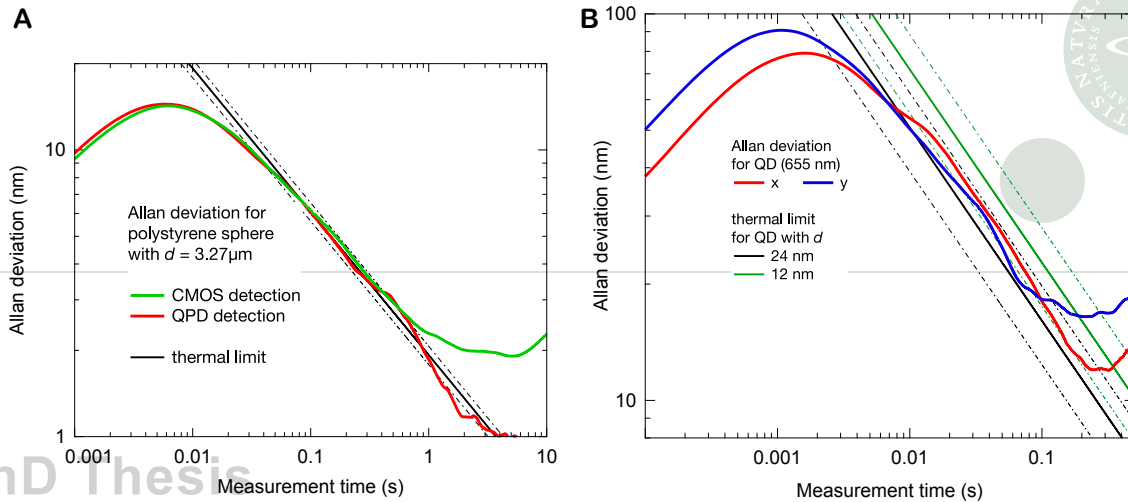 A
Allan deviation (nm)
10
1
Allan deviation for
polystyrene sphere
with d = 3.27µm
CMOS detection
QPD detection
thermal limit
0.001
0.01
0.1
1
10
Measurement time (s)
B
Allan deviation (nm)
100
10
Allan deviation
for QD (655 nm)
x
y
thermal limit
for QD with d
24 nm
12 nm
0.001
0.01
0.1
Measurement time (s)
nD Thesis